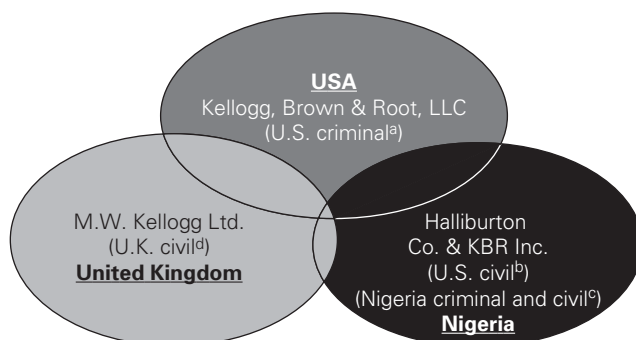 USA
Kellogg, Brown & Root, LLC
(U.S. criminalᵃ)
M.W. Kellogg Ltd.
(U.K. civilᵈ)
United Kingdom
Halliburton
Co. & KBR Inc.
(U.S. civilᵇ)
(Nigeria criminal and civilᶜ)
Nigeria